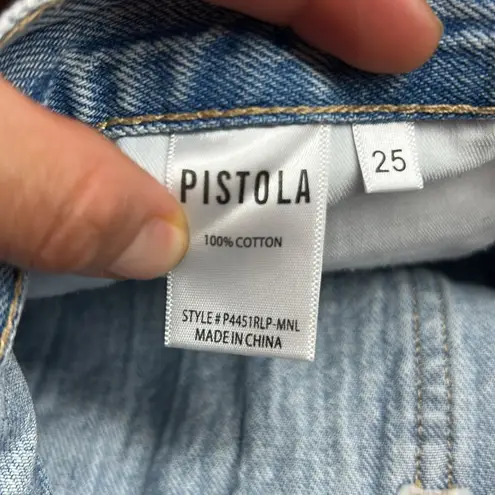 PISTOLA
25
100% COTTON
STYLE # P4451RLP-MNL
MADE IN CHINA